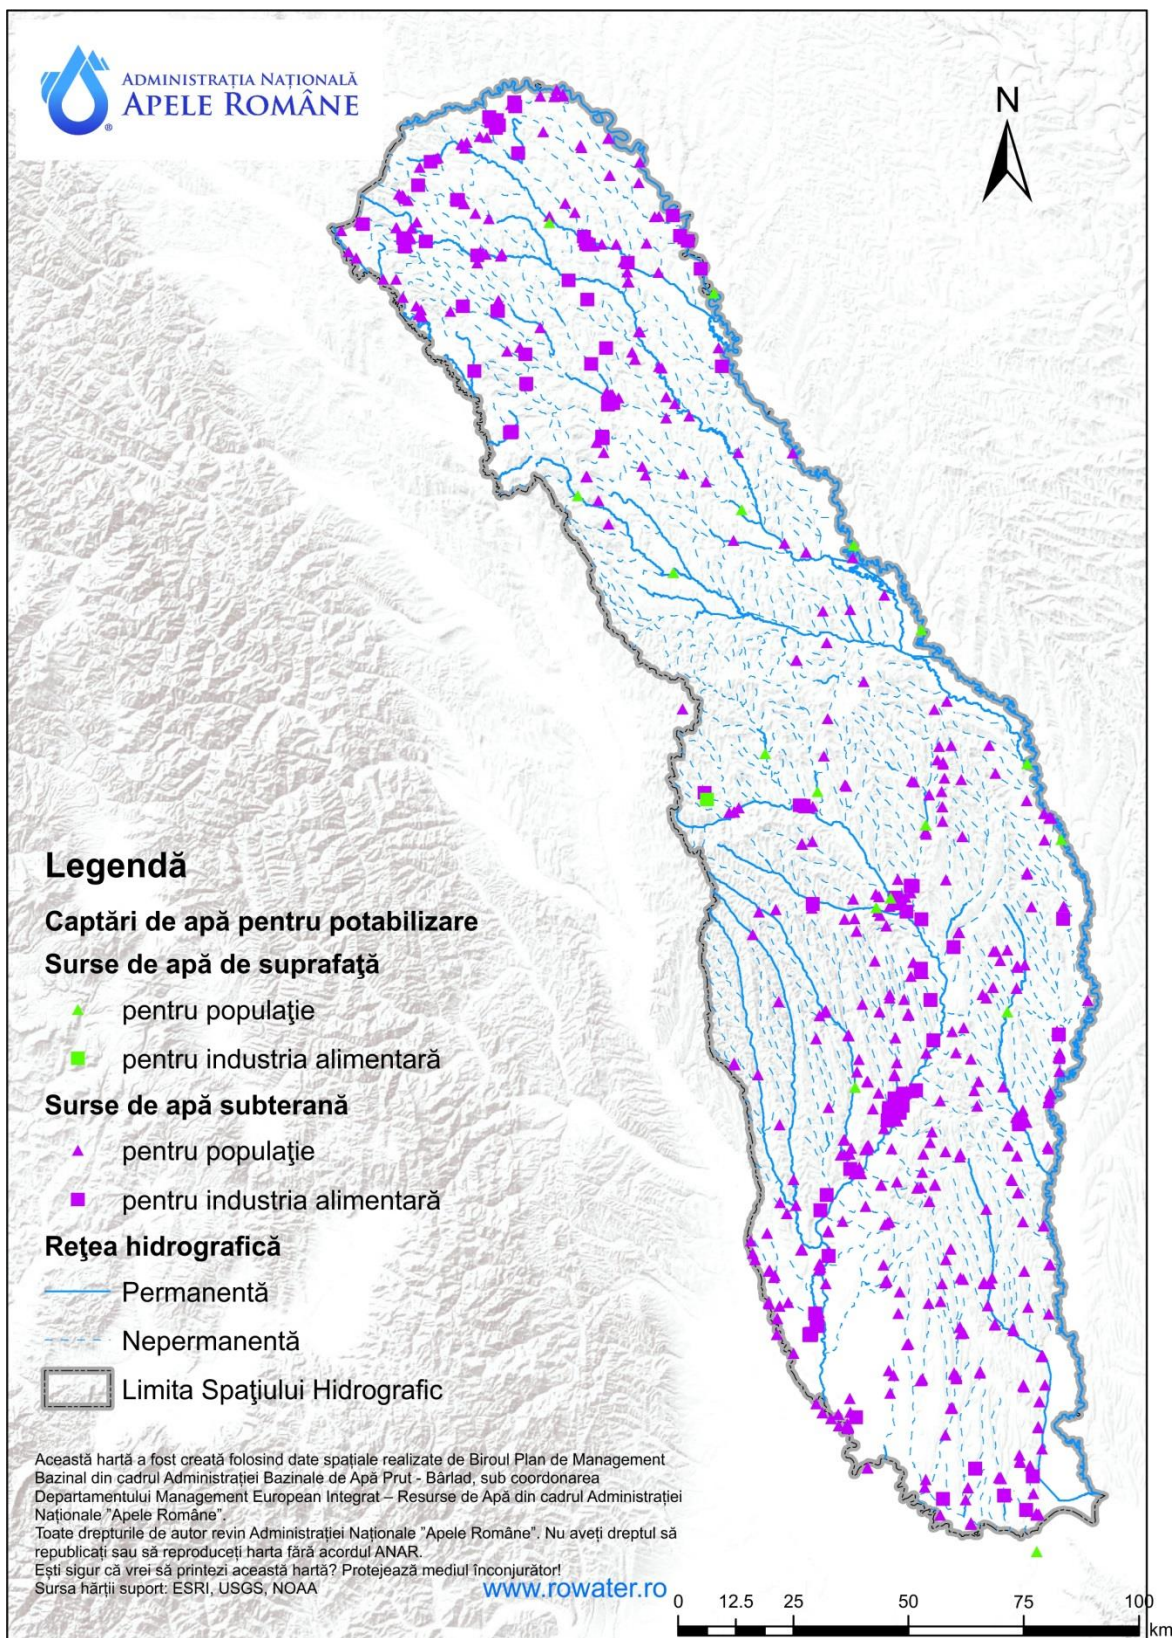 ADMINISTRAȚIA NAȚIONALĂ
APELE ROMÂNE
®
N
Legendă
Captări de apă pentru potabilizare
Surse de apă de suprafaţă
pentru populaţie
pentru industria alimentară
Surse de apă subterană
pentru populaţie
pentru industria alimentară
Reţea hidrografică
Permanentă
Nepermanentă
Limita Spaţiului Hidrografic
Această hartă a fost creată folosind date spațiale realizate de Biroul Plan de Management
Bazinal din cadrul Administrației Bazinale de Apă Prut - Bârlad, sub coordonarea
Departamentului Management European Integrat – Resurse de Apă din cadrul Administrației
Naționale "Apele Române".
Toate drepturile de autor revin Administrației Naționale "Apele Române". Nu aveți dreptul să
republicați sau să reproduceți harta fără acordul ANAR.
Ești sigur că vrei să printezi această hartă? Protejează mediul înconjurător!
Sursa hărții suport: ESRI, USGS, NOAA
www.rowater.ro
0 12.5 25 50 75 100
km